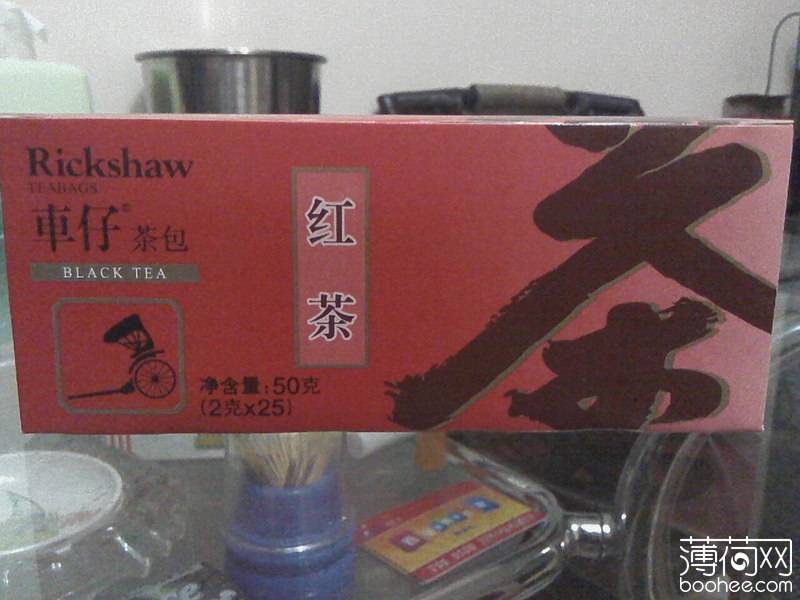 Rickshaw
TEABAGS
車仔© 茶包
BLACK TEA
红茶
净含量:50克
(2克x25)
茶
薄荷网
boohee.com